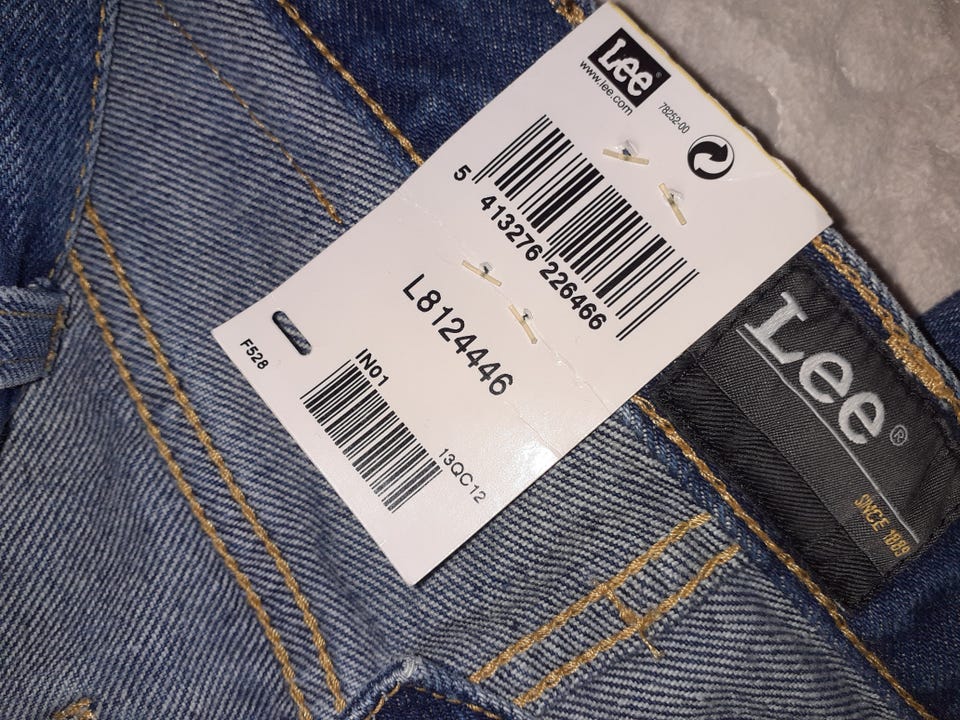 Lee
www.lee.com
78252-00
5 413276 226466
L8124446
F528
IN01
13QC12
Lee®
SINCE 1889